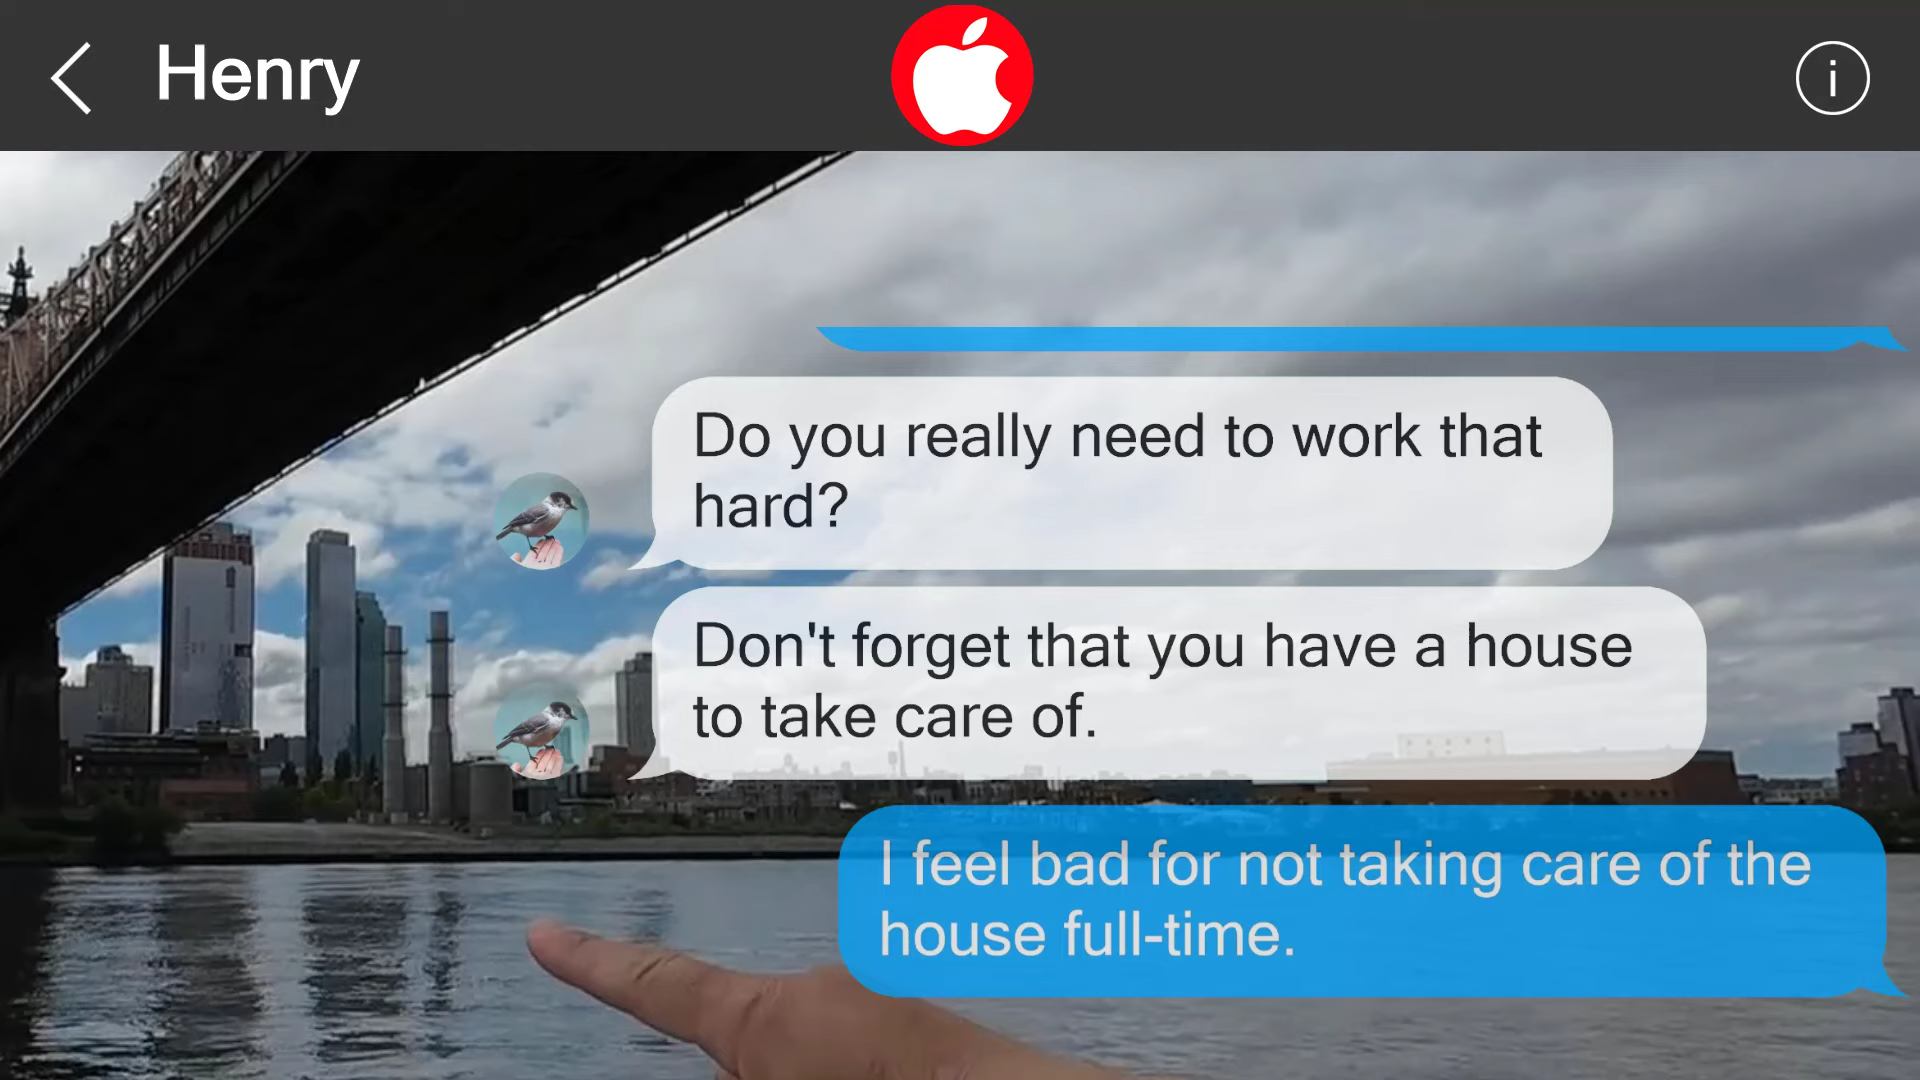 Henry
Do you really need to work that
hard?
Don't forget that you have a house
to take care of.
I feel bad for not taking care of the
house full-time.